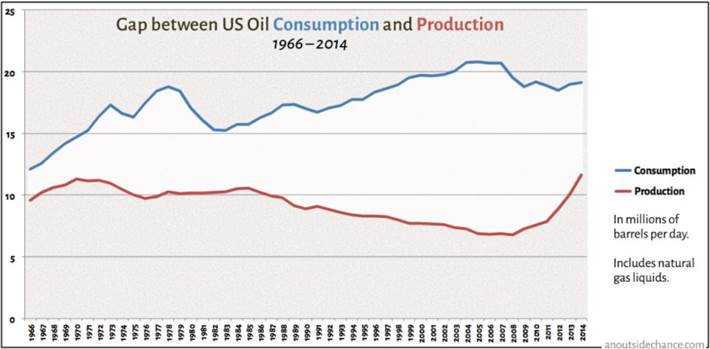 Gap between US Oil Consumption and Production
1966 – 2014
25
20
15
10
5
0
1966 1967 1968 1969 1970 1971 1972 1973 1974 1975 1976 1977 1978 1979 1980 1981 1982 1983 1984 1985 1986 1987 1988 1989 1990 1991 1992 1993 1994 1995 1996 1997 1998 1999 2000 2001 2002 2003 2004 2005 2006 2007 2008 2009 2010 2011 2012 2013 2014
Consumption
Production
In millions of
barrels per day.
Includes natural
gas liquids.
anoutsidechance.com